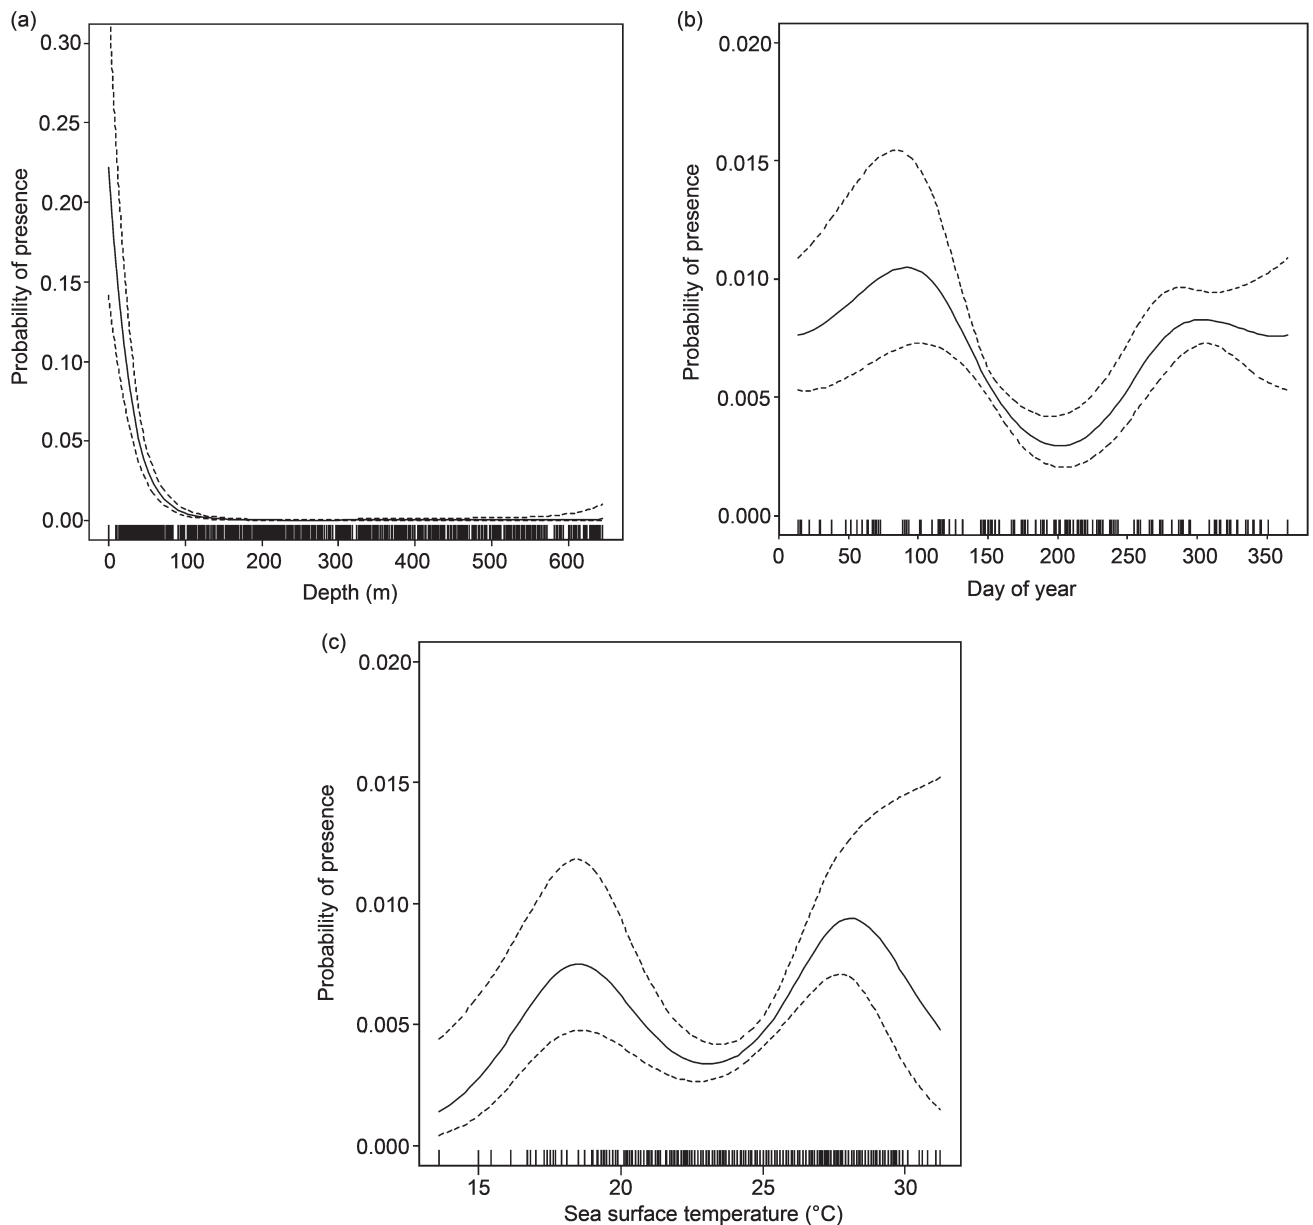 (a)
0.30
0.25
0.20
0.15
0.10
0.05
0.00
Probability of presence
0 100 200 300 400 500 600
Depth (m)
(b)
0.020
0.015
0.010
0.005
0.000
Probability of presence
0 50 100 150 200 250 300 350
Day of year
(c)
0.020
0.015
0.010
0.005
0.000
Probability of presence
15 20 25 30
Sea surface temperature (°C)